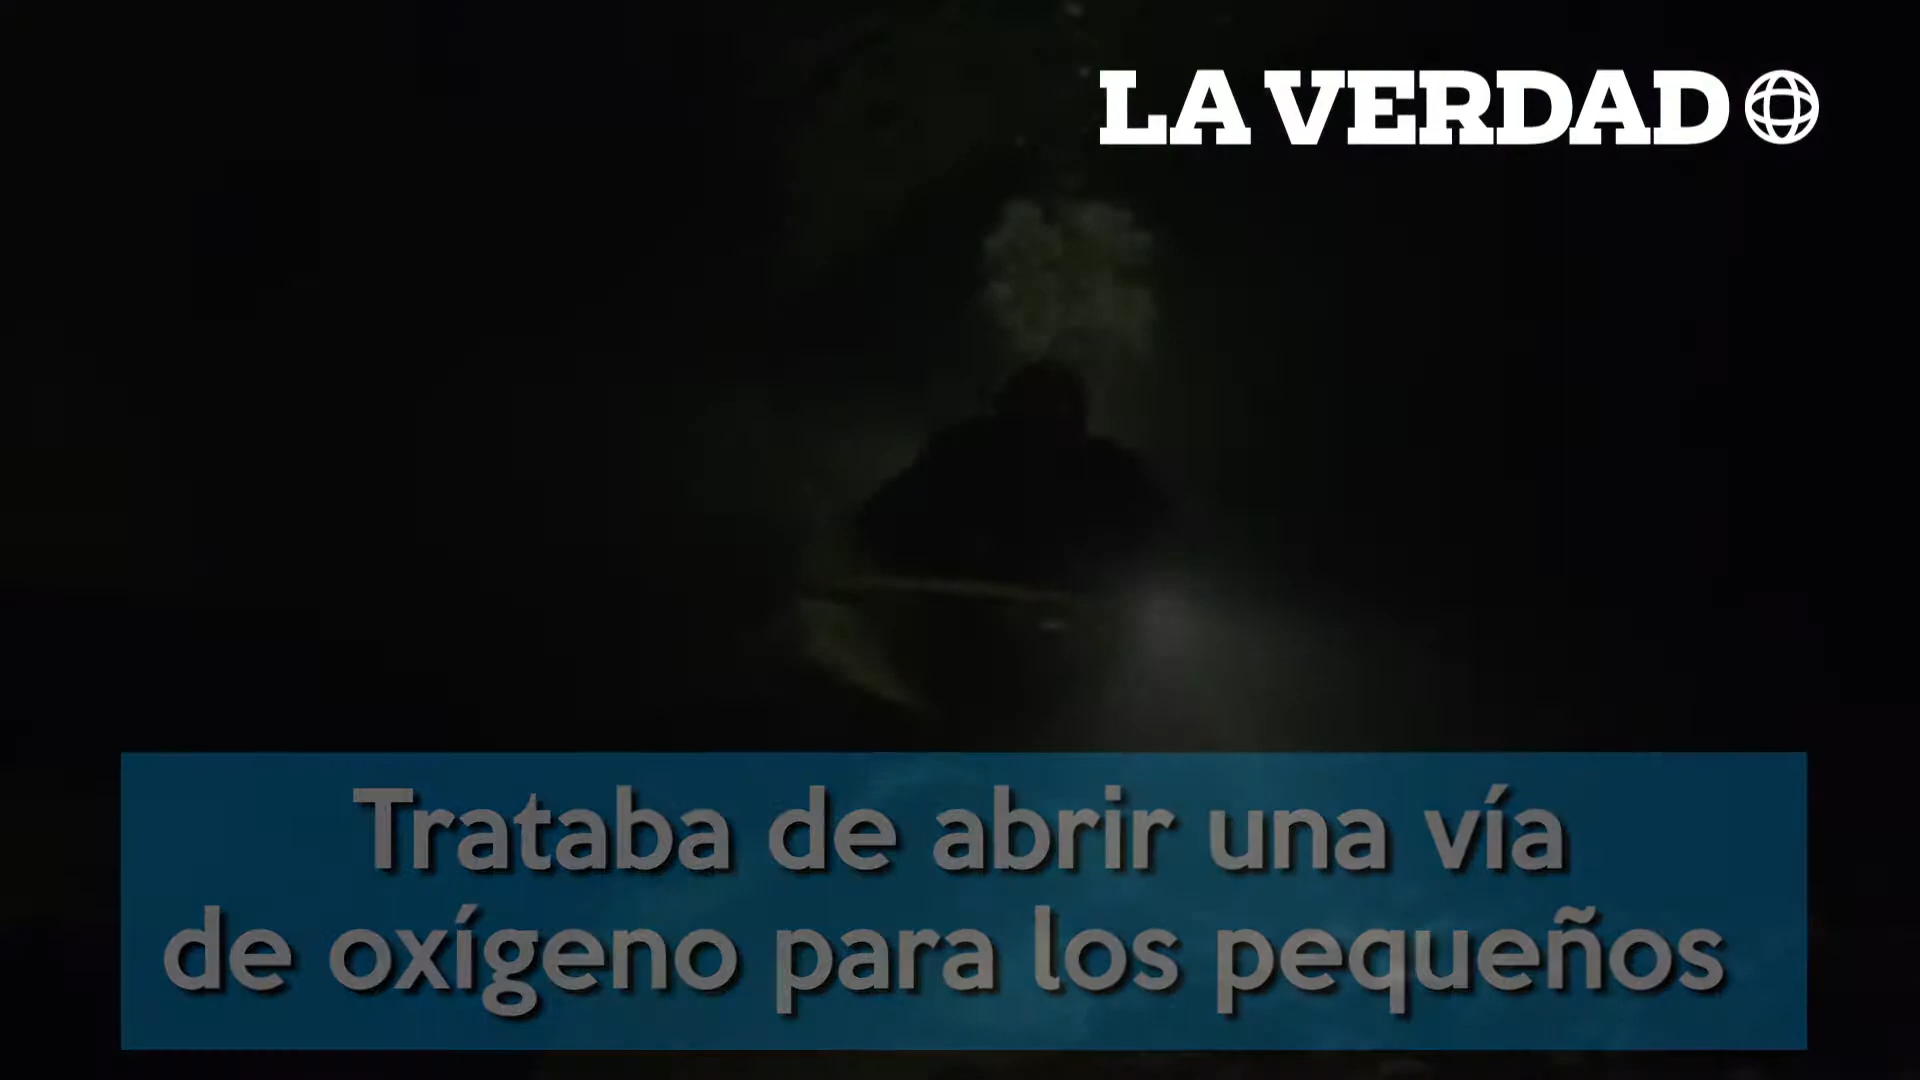 LA VERDAD
Trataba de abrir una vía
de oxígeno para los pequeños